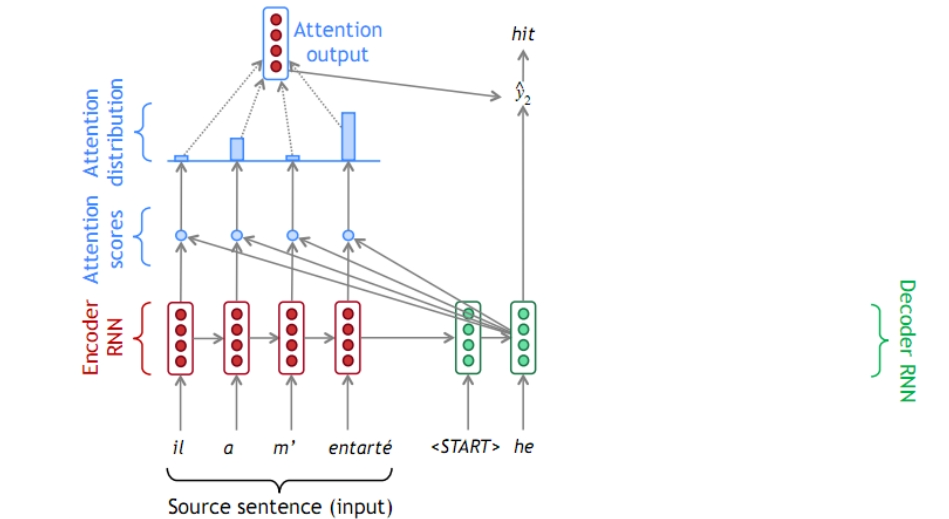 Attention
output
hit
ŷ₂
Attention
distribution
Attention
scores
Encoder
RNN
Decoder RNN
il a m’ entarté <START> he
Source sentence (input)